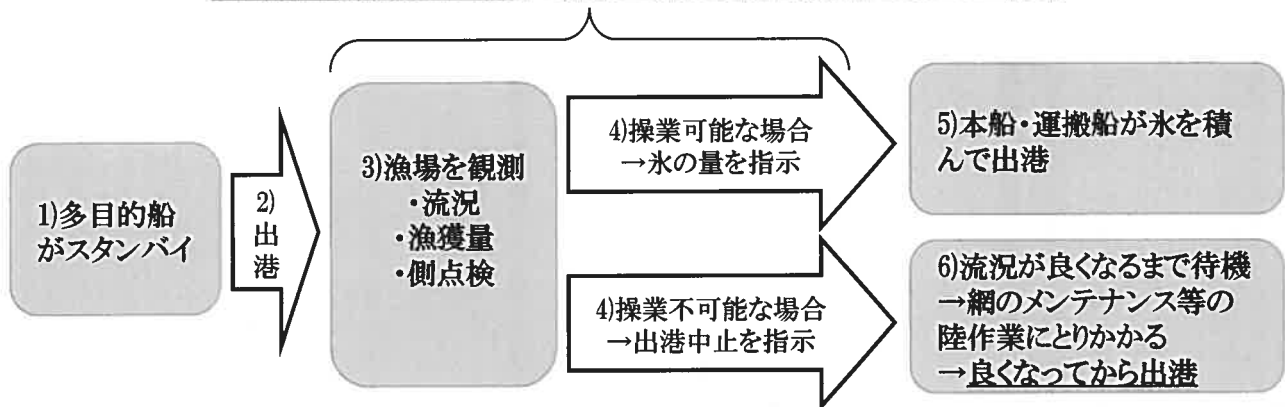 1)多目的船
がスタンバイ
2)
出
港
3)漁場を観測
・流況
・漁獲量
・側点検
4)操業可能な場合
→氷の量を指示
4)操業不可能な場合
→出港中止を指示
5)本船・運搬船が氷を積
んで出港
6)流況が良くなるまで待機
→網のメンテナンス等の
陸作業にとりかかる
→良くなってから出港